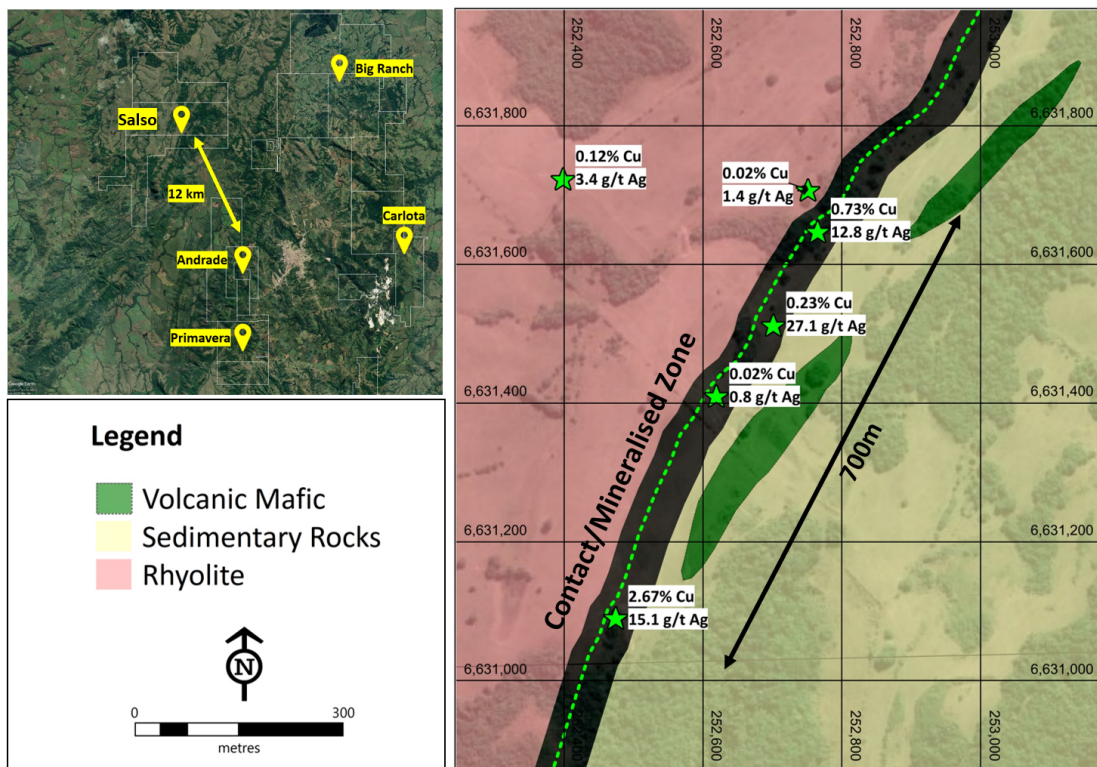 Big Ranch
Salso
12 km
Carlota
Andrade
Primavera
Google Earth
Legend
Volcanic Mafic
Sedimentary Rocks
Rhyolite
N
0
300
metres
252,400
252,600
252,800
253,000
6,631,800
6,631,800
0.12% Cu
3.4 g/t Ag
0.02% Cu
1.4 g/t Ag
0.73% Cu
12.8 g/t Ag
6,631,600
6,631,600
0.23% Cu
27.1 g/t Ag
0.02% Cu
0.8 g/t Ag
6,631,400
6,631,400
Contact/Mineralised Zone
700m
6,631,200
6,631,200
2.67% Cu
15.1 g/t Ag
6,631,000
6,631,000
252,400
252,600
252,800
253,000